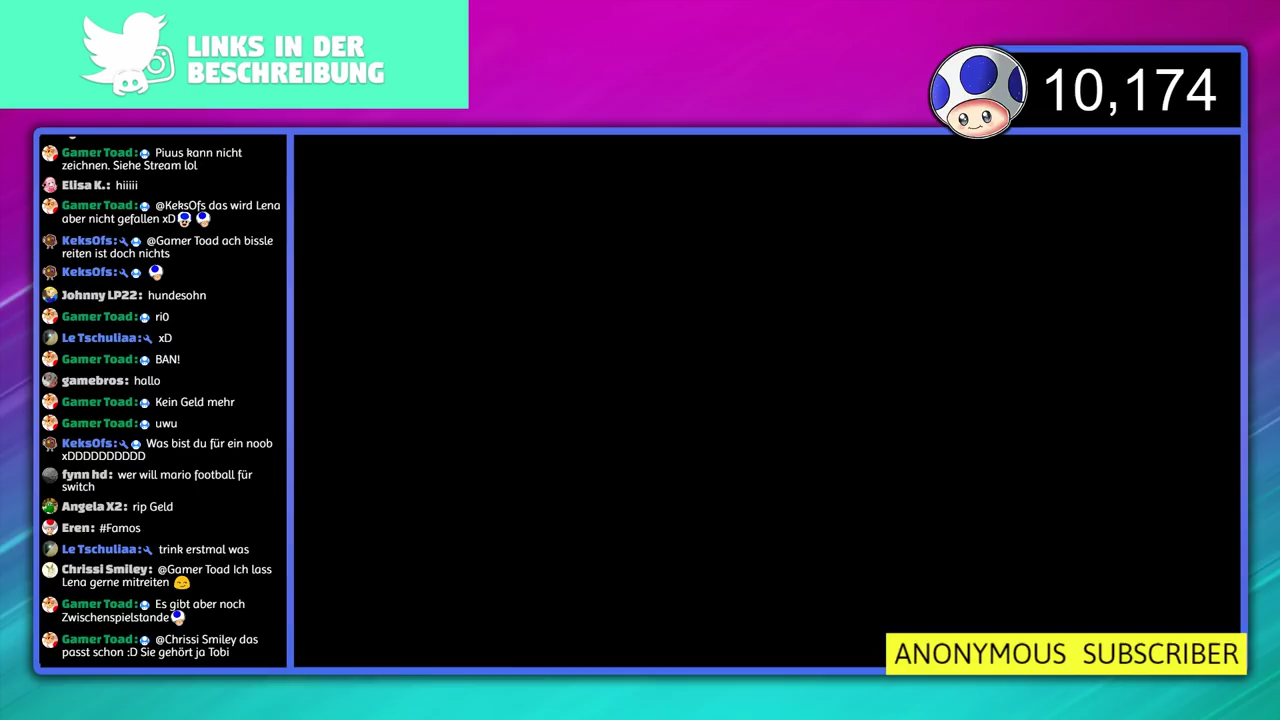 LINKS IN DER
BESCHREIBUNG
10,174
Gamer Toad: Piuus kann nicht
zeichnen. Siehe Stream lol
Elisa K.: hiiiii
Gamer Toad: @KeksOfs das wird Lena
aber nicht gefallen xD
KeksOfs: @Gamer Toad ach bissle
reiten ist doch nichts
KeksOfs:
Johnny LP22: hundesohn
Gamer Toad: ri0
Le Tschuliaa: xD
Gamer Toad: BAN!
gamebros: hallo
Gamer Toad: Kein Geld mehr
Gamer Toad: uwu
KeksOfs: Was bist du für ein noob
xDDDDDDDDDD
fynn hd: wer will mario football für
switch
Angela X2: rip Geld
Eren: #Famos
Le Tschuliaa: trink erstmal was
Chrissi Smiley: @Gamer Toad Ich lass
Lena gerne mitreiten
Gamer Toad: Es gibt aber noch
Zwischenspielstande
Gamer Toad: @Chrissi Smiley das
passt schon :D Sie gehört ja Tobi
ANONYMOUS SUBSCRIBER